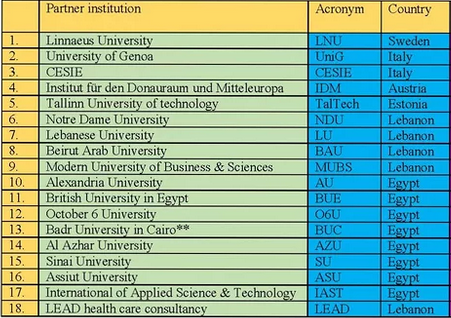 Partner institution Acronym Country
1. Linnaeus University LNU Sweden
2. University of Genoa UniG Italy
3. CESIE CESIE Italy
4. Institut für den Donauraum und Mitteleuropa IDM Austria
5. Tallinn University of technology TalTech Estonia
6. Notre Dame University NDU Lebanon
7. Lebanese University LU Lebanon
8. Beirut Arab University BAU Lebanon
9. Modern University of Business & Sciences MUBS Lebanon
10. Alexandria University AU Egypt
11. British University in Egypt BUE Egypt
12. October 6 University O6U Egypt
13. Badr University in Cairo** BUC Egypt
14. Al Azhar University AZU Egypt
15. Sinai University SU Egypt
16. Assiut University ASU Egypt
17. International of Applied Science & Technology IAST Egypt
18. LEAD health care consultancy LEAD Lebanon